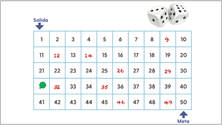 Salida
1 2 3 4 5 6 7 8 9 10
11 12 13 14 15 16 17 18 19 20
21 22 23 24 25 26 27 28 29 30
32 33 34 35 36 37 38 39 40
41 42 43 44 45 46 47 48 49 50
Meta